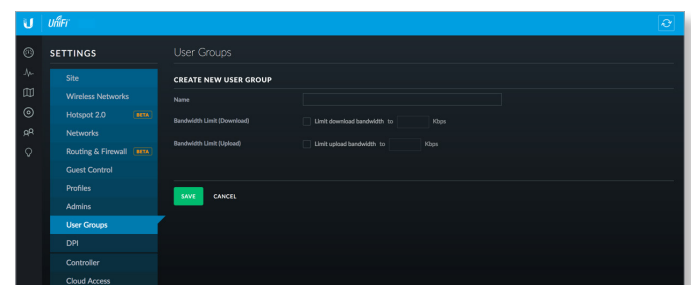 U UniFi
SETTINGS
Site
Wireless Networks
Hotspot 2.0 BETA
Networks
Routing & Firewall BETA
Guest Control
Profiles
Admins
User Groups
DPI
Controller
Cloud Access
User Groups
CREATE NEW USER GROUP
Name
Bandwidth Limit (Download) Limit download bandwidth to Kbps
Bandwidth Limit (Upload) Limit upload bandwidth to Kbps
SAVE CANCEL